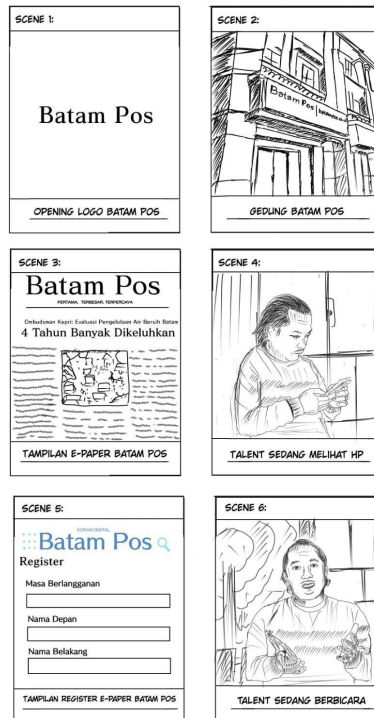 SCENE 1:
Batam Pos
OPENING LOGO BATAM POS
SCENE 2:
Batam Pos
GEDUNG BATAM POS
SCENE 3:
Batam Pos
PERTAMA, TERBESAR, TERPERCAYA
Ombudsman Kepri: Evaluasi Pengelolaan Air Bersih Batam
4 Tahun Banyak Dikeluhkan
TAMPILAN E-PAPER BATAM POS
SCENE 4:
TALENT SEDANG MELIHAT HP
SCENE 5:
KORAN DIGITAL
Batam Pos
Register
Masa Berlangganan
Nama Depan
Nama Belakang
TAMPILAN REGISTER E-PAPER BATAM POS
SCENE 6:
TALENT SEDANG BERBICARA